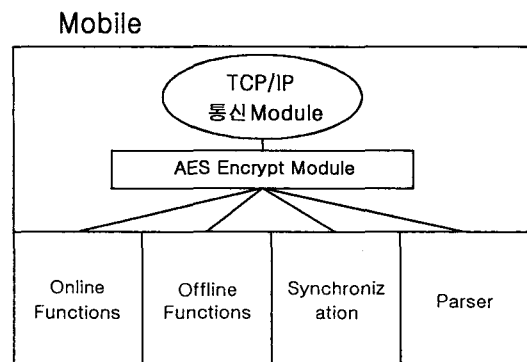 Mobile
TCP/IP
통신Module
AES Encrypt Module
Online
Functions
Offline
Functions
Synchroniz
ation
Parser